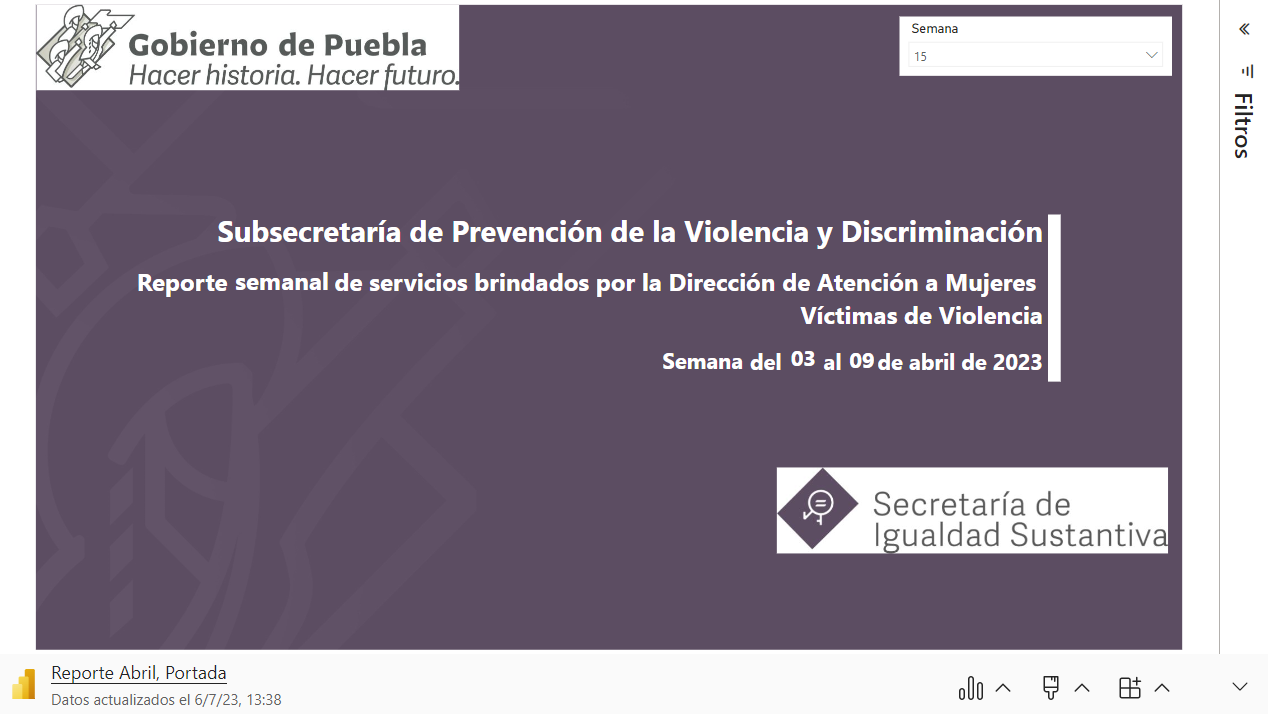 Gobierno de Puebla
Hacer historia. Hacer futuro.
Semana
15
Filtros
Subsecretaría de Prevención de la Violencia y Discriminación
Reporte semanal de servicios brindados por la Dirección de Atención a Mujeres
Víctimas de Violencia
Semana del 03 al 09 de abril de 2023
Secretaría de
Igualdad Sustantiva
Reporte Abril, Portada
Datos actualizados el 6/7/23, 13:38